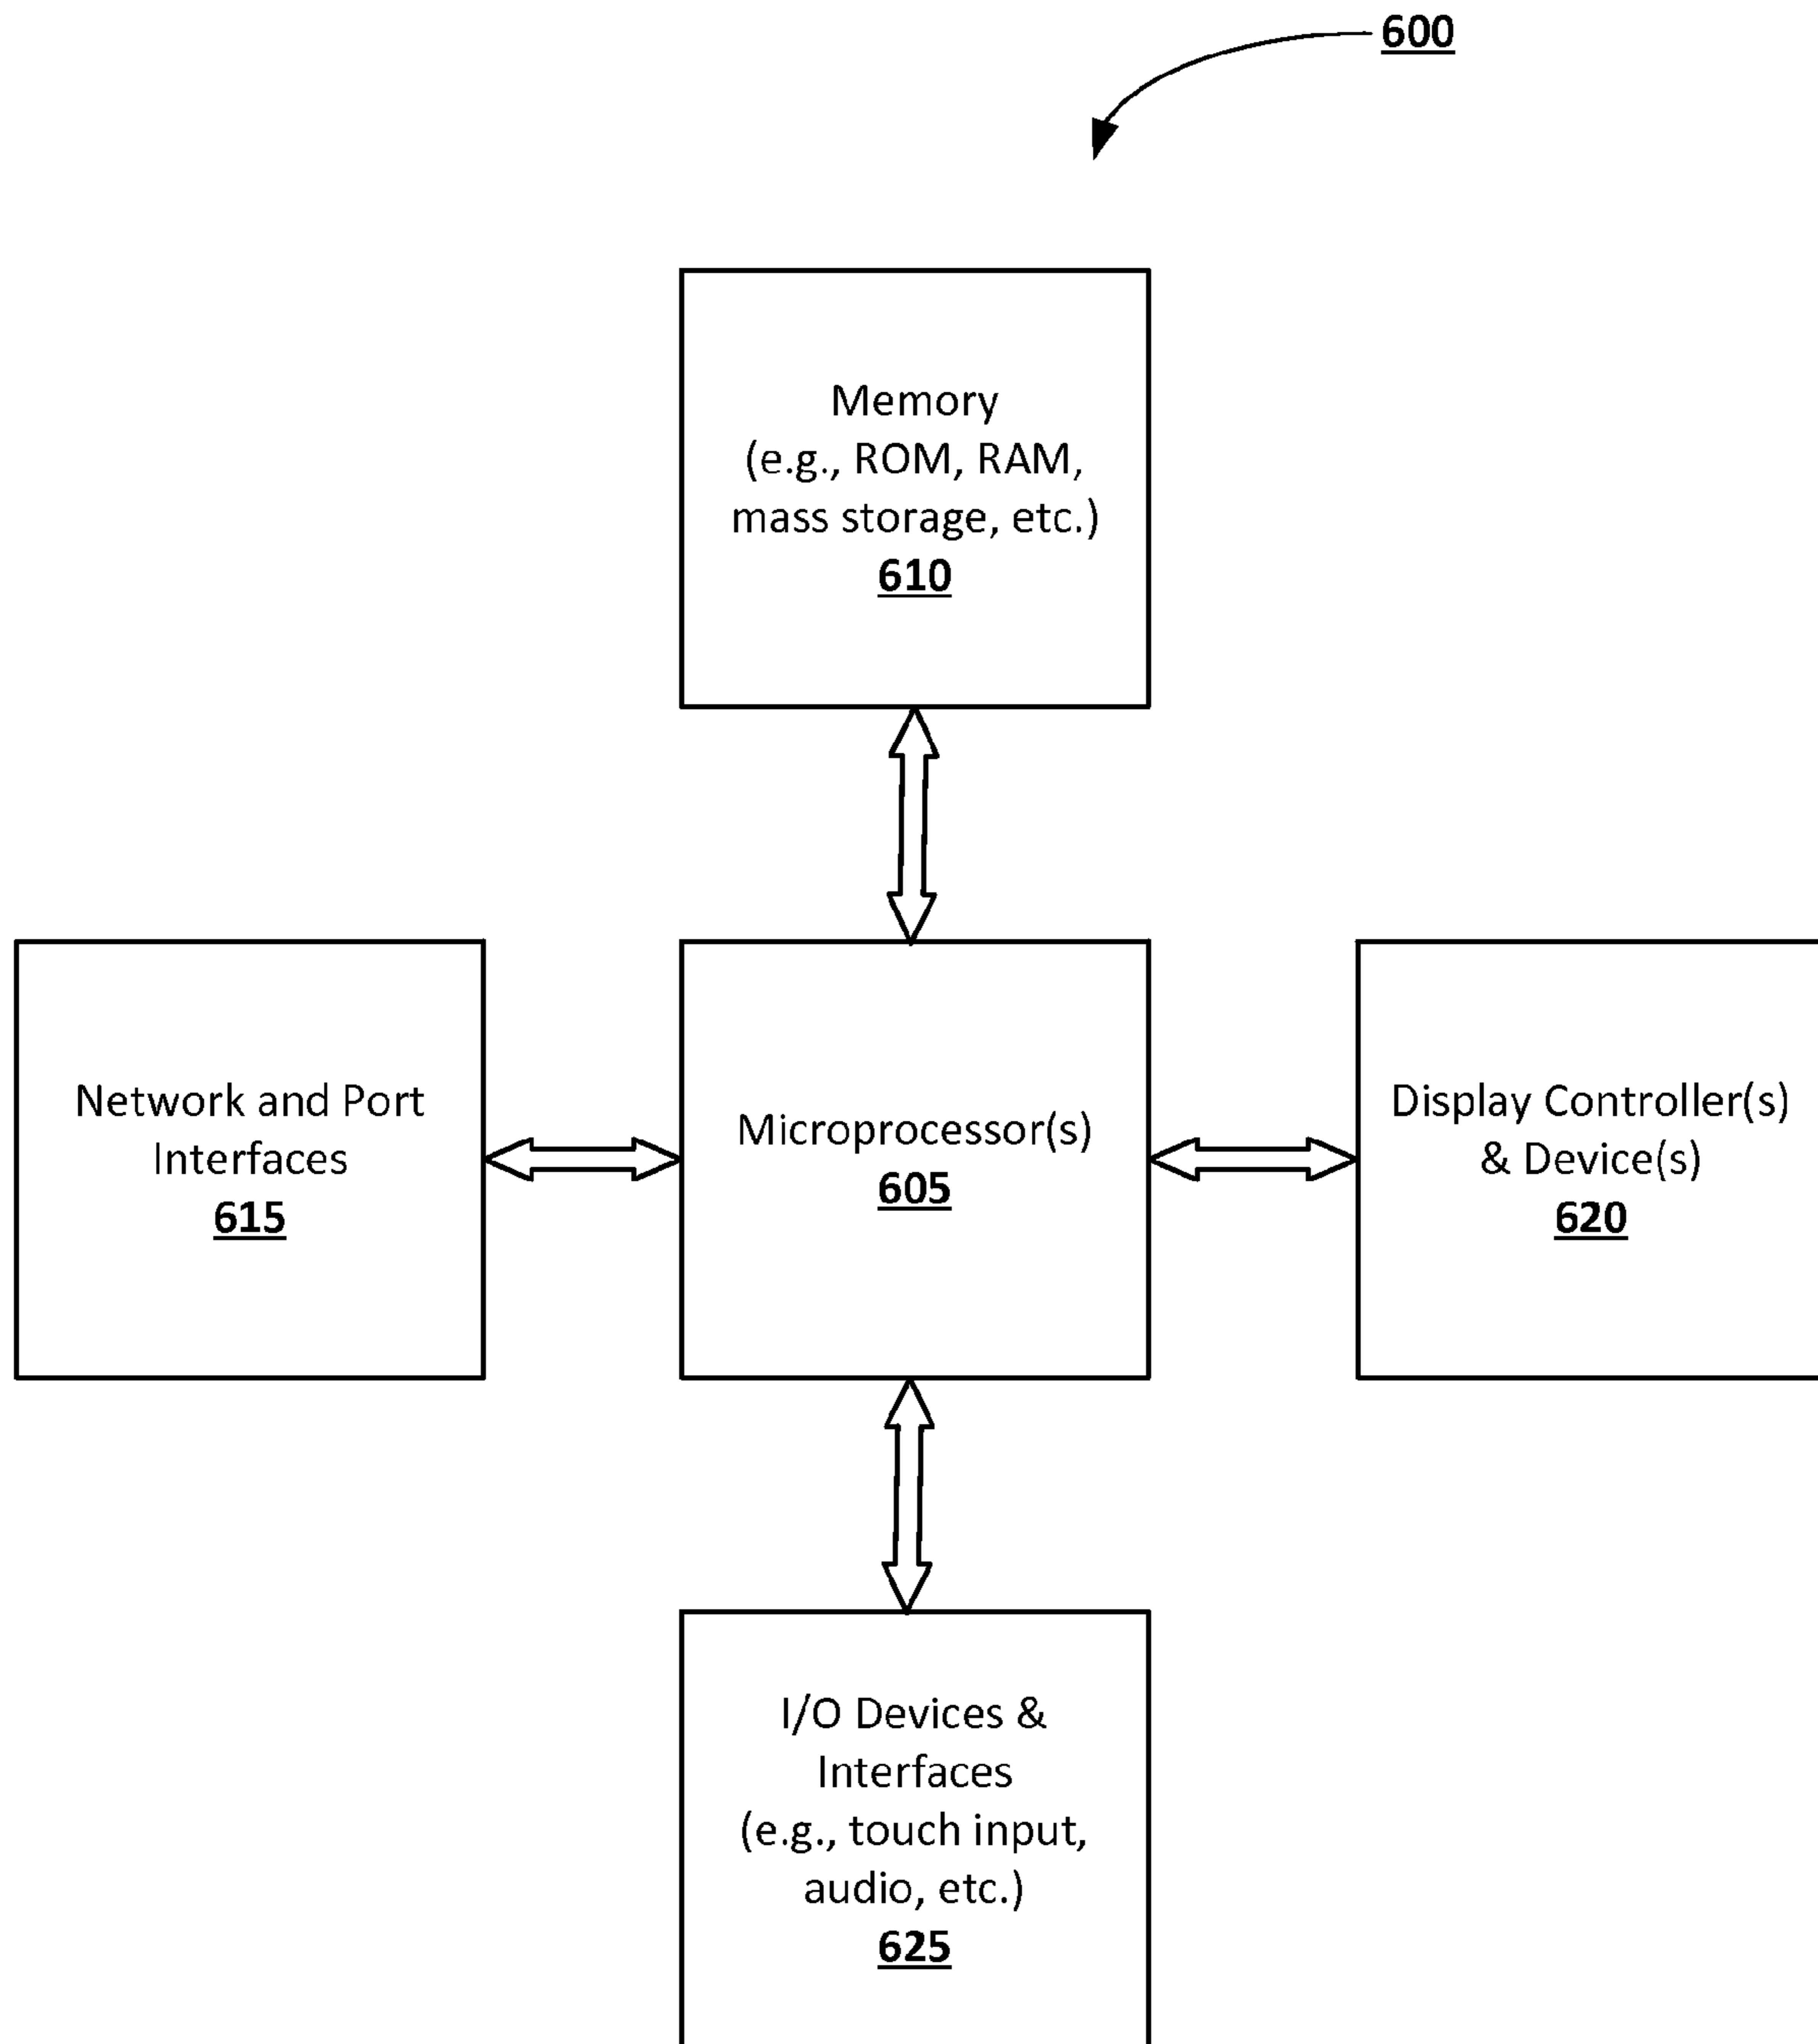 600
Memory
(e.g., ROM, RAM,
mass storage, etc.)
610
Network and Port
Interfaces
615
Microprocessor(s)
605
Display Controller(s)
& Device(s)
620
I/O Devices &
Interfaces
(e.g., touch input,
audio, etc.)
625